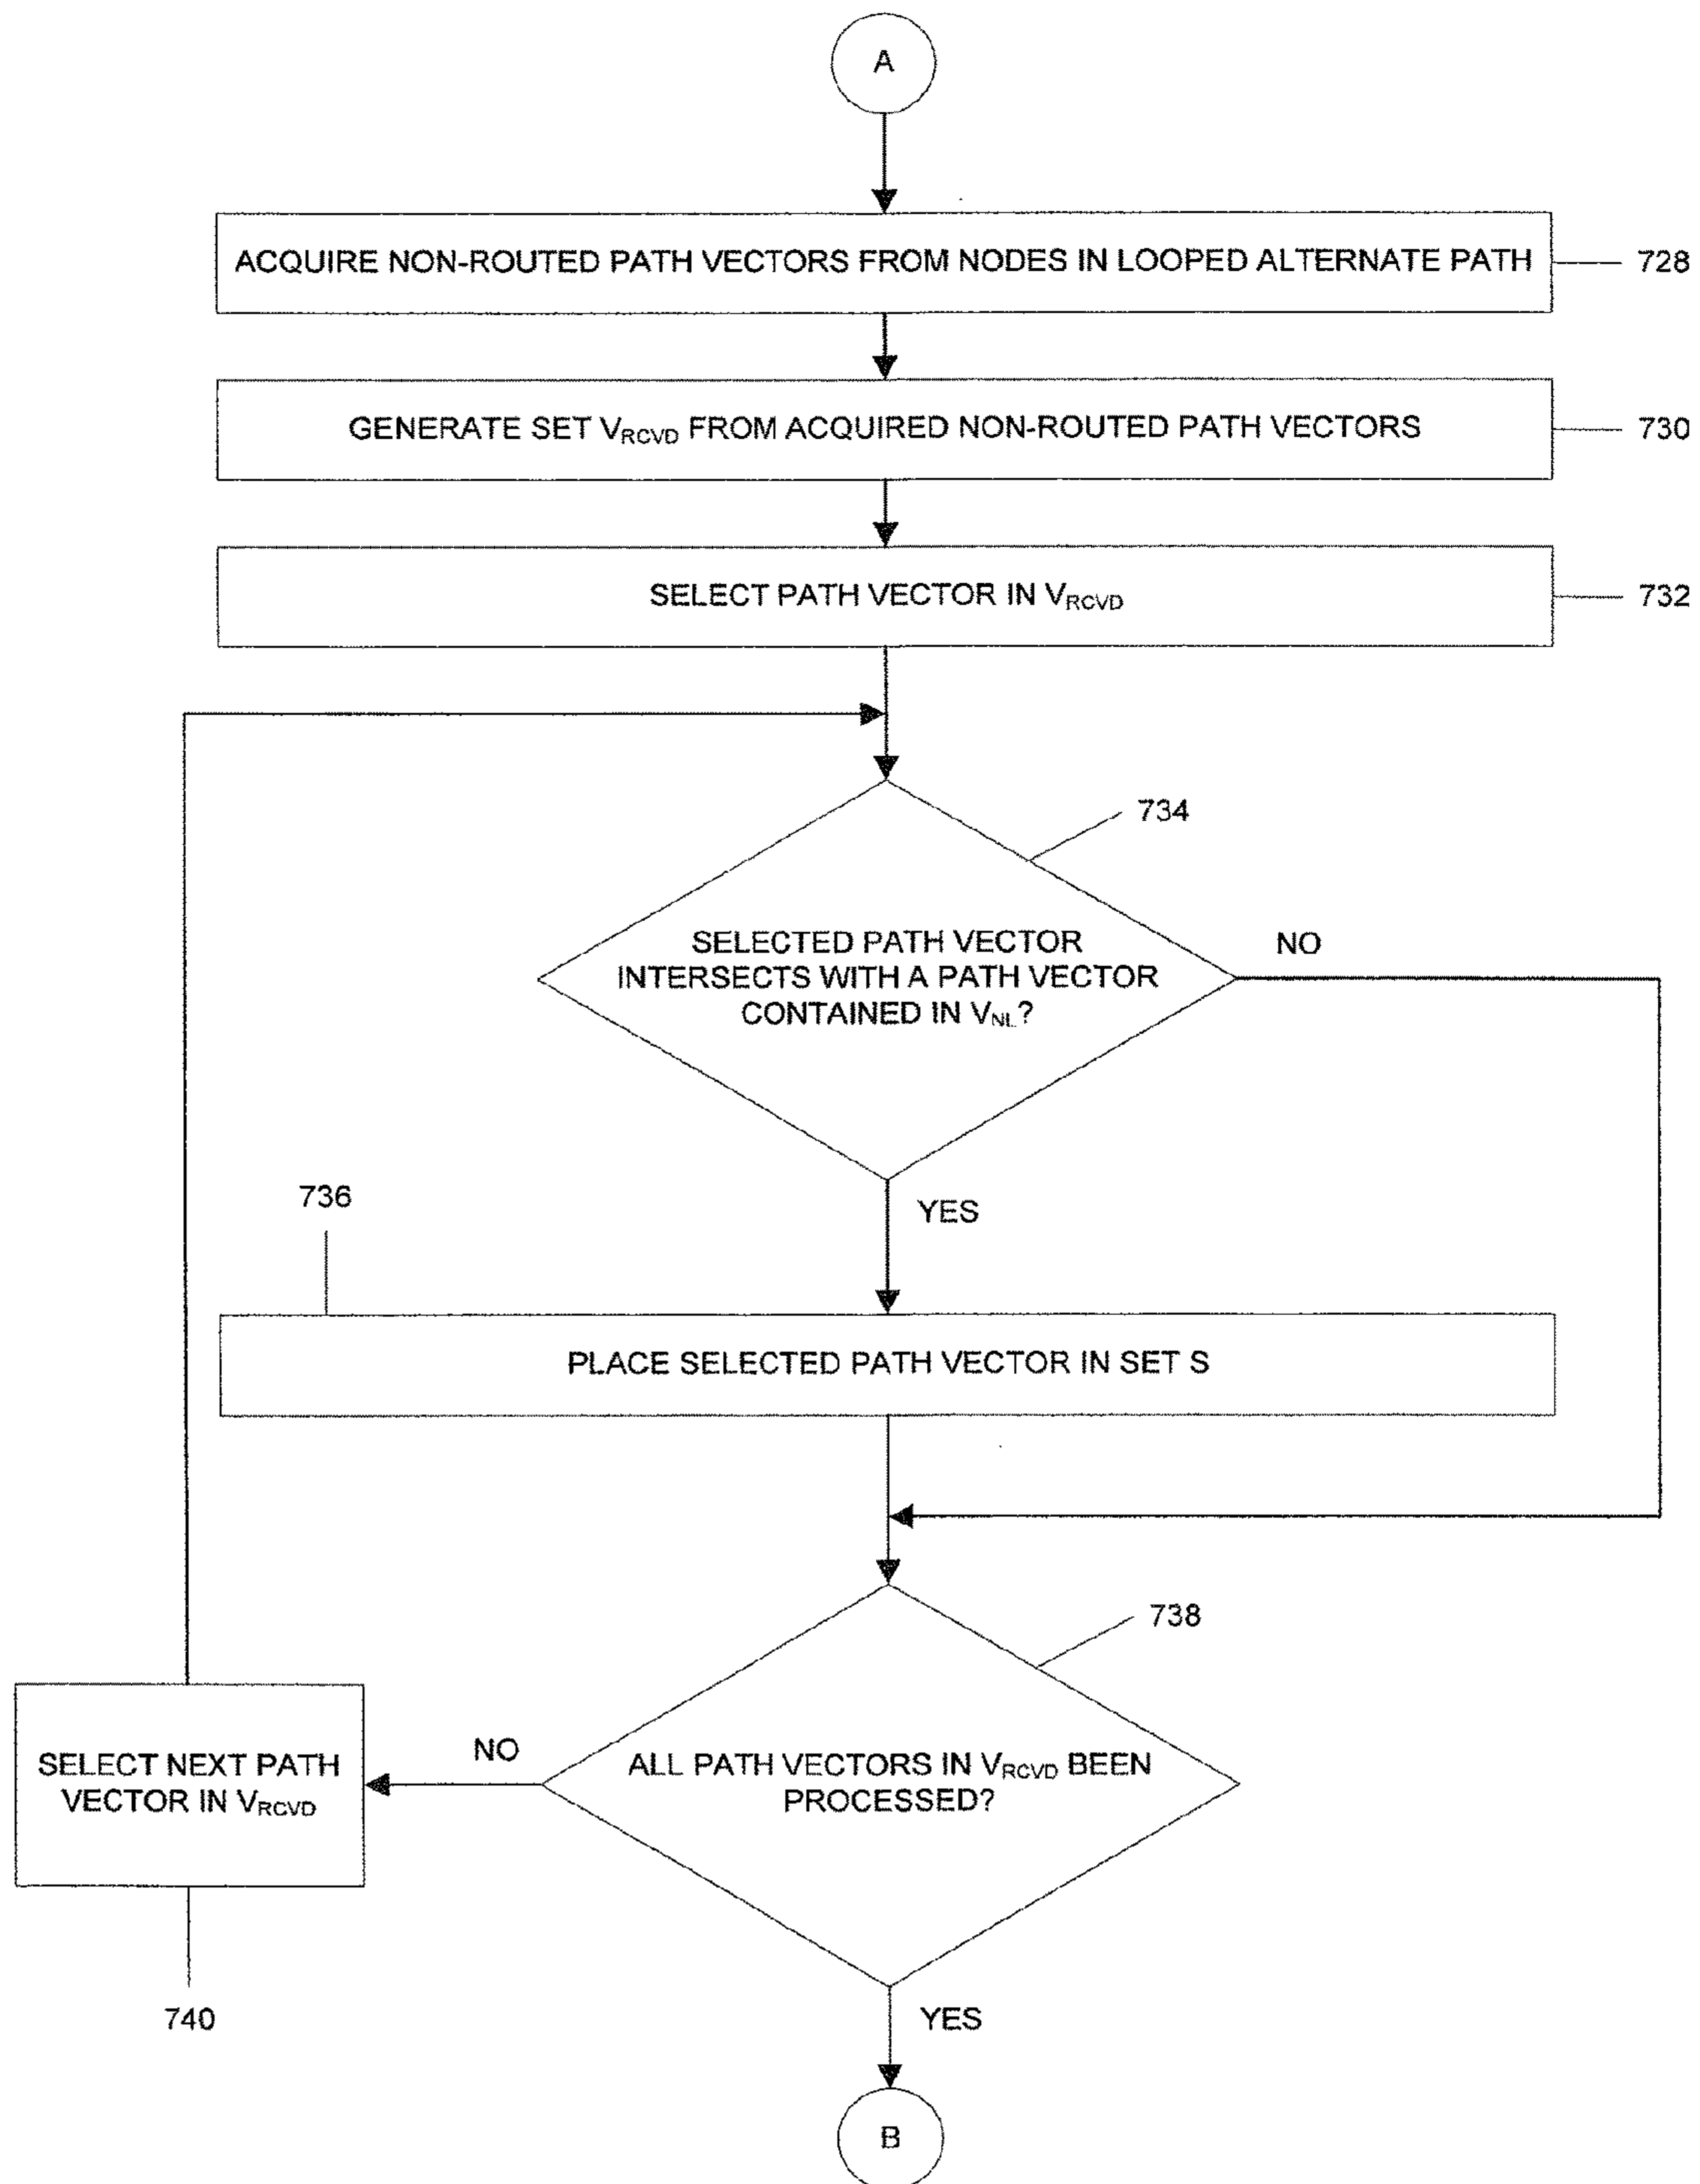 A
ACQUIRE NON-ROUTED PATH VECTORS FROM NODES IN LOOPED ALTERNATE PATH
728
GENERATE SET VRCVD FROM ACQUIRED NON-ROUTED PATH VECTORS
730
SELECT PATH VECTOR IN VRCVD
732
734
SELECTED PATH VECTOR
INTERSECTS WITH A PATH VECTOR
CONTAINED IN VNL?
NO
YES
736
PLACE SELECTED PATH VECTOR IN SET S
738
ALL PATH VECTORS IN VRCVD BEEN
PROCESSED?
NO
SELECT NEXT PATH
VECTOR IN VRCVD
740
YES
B